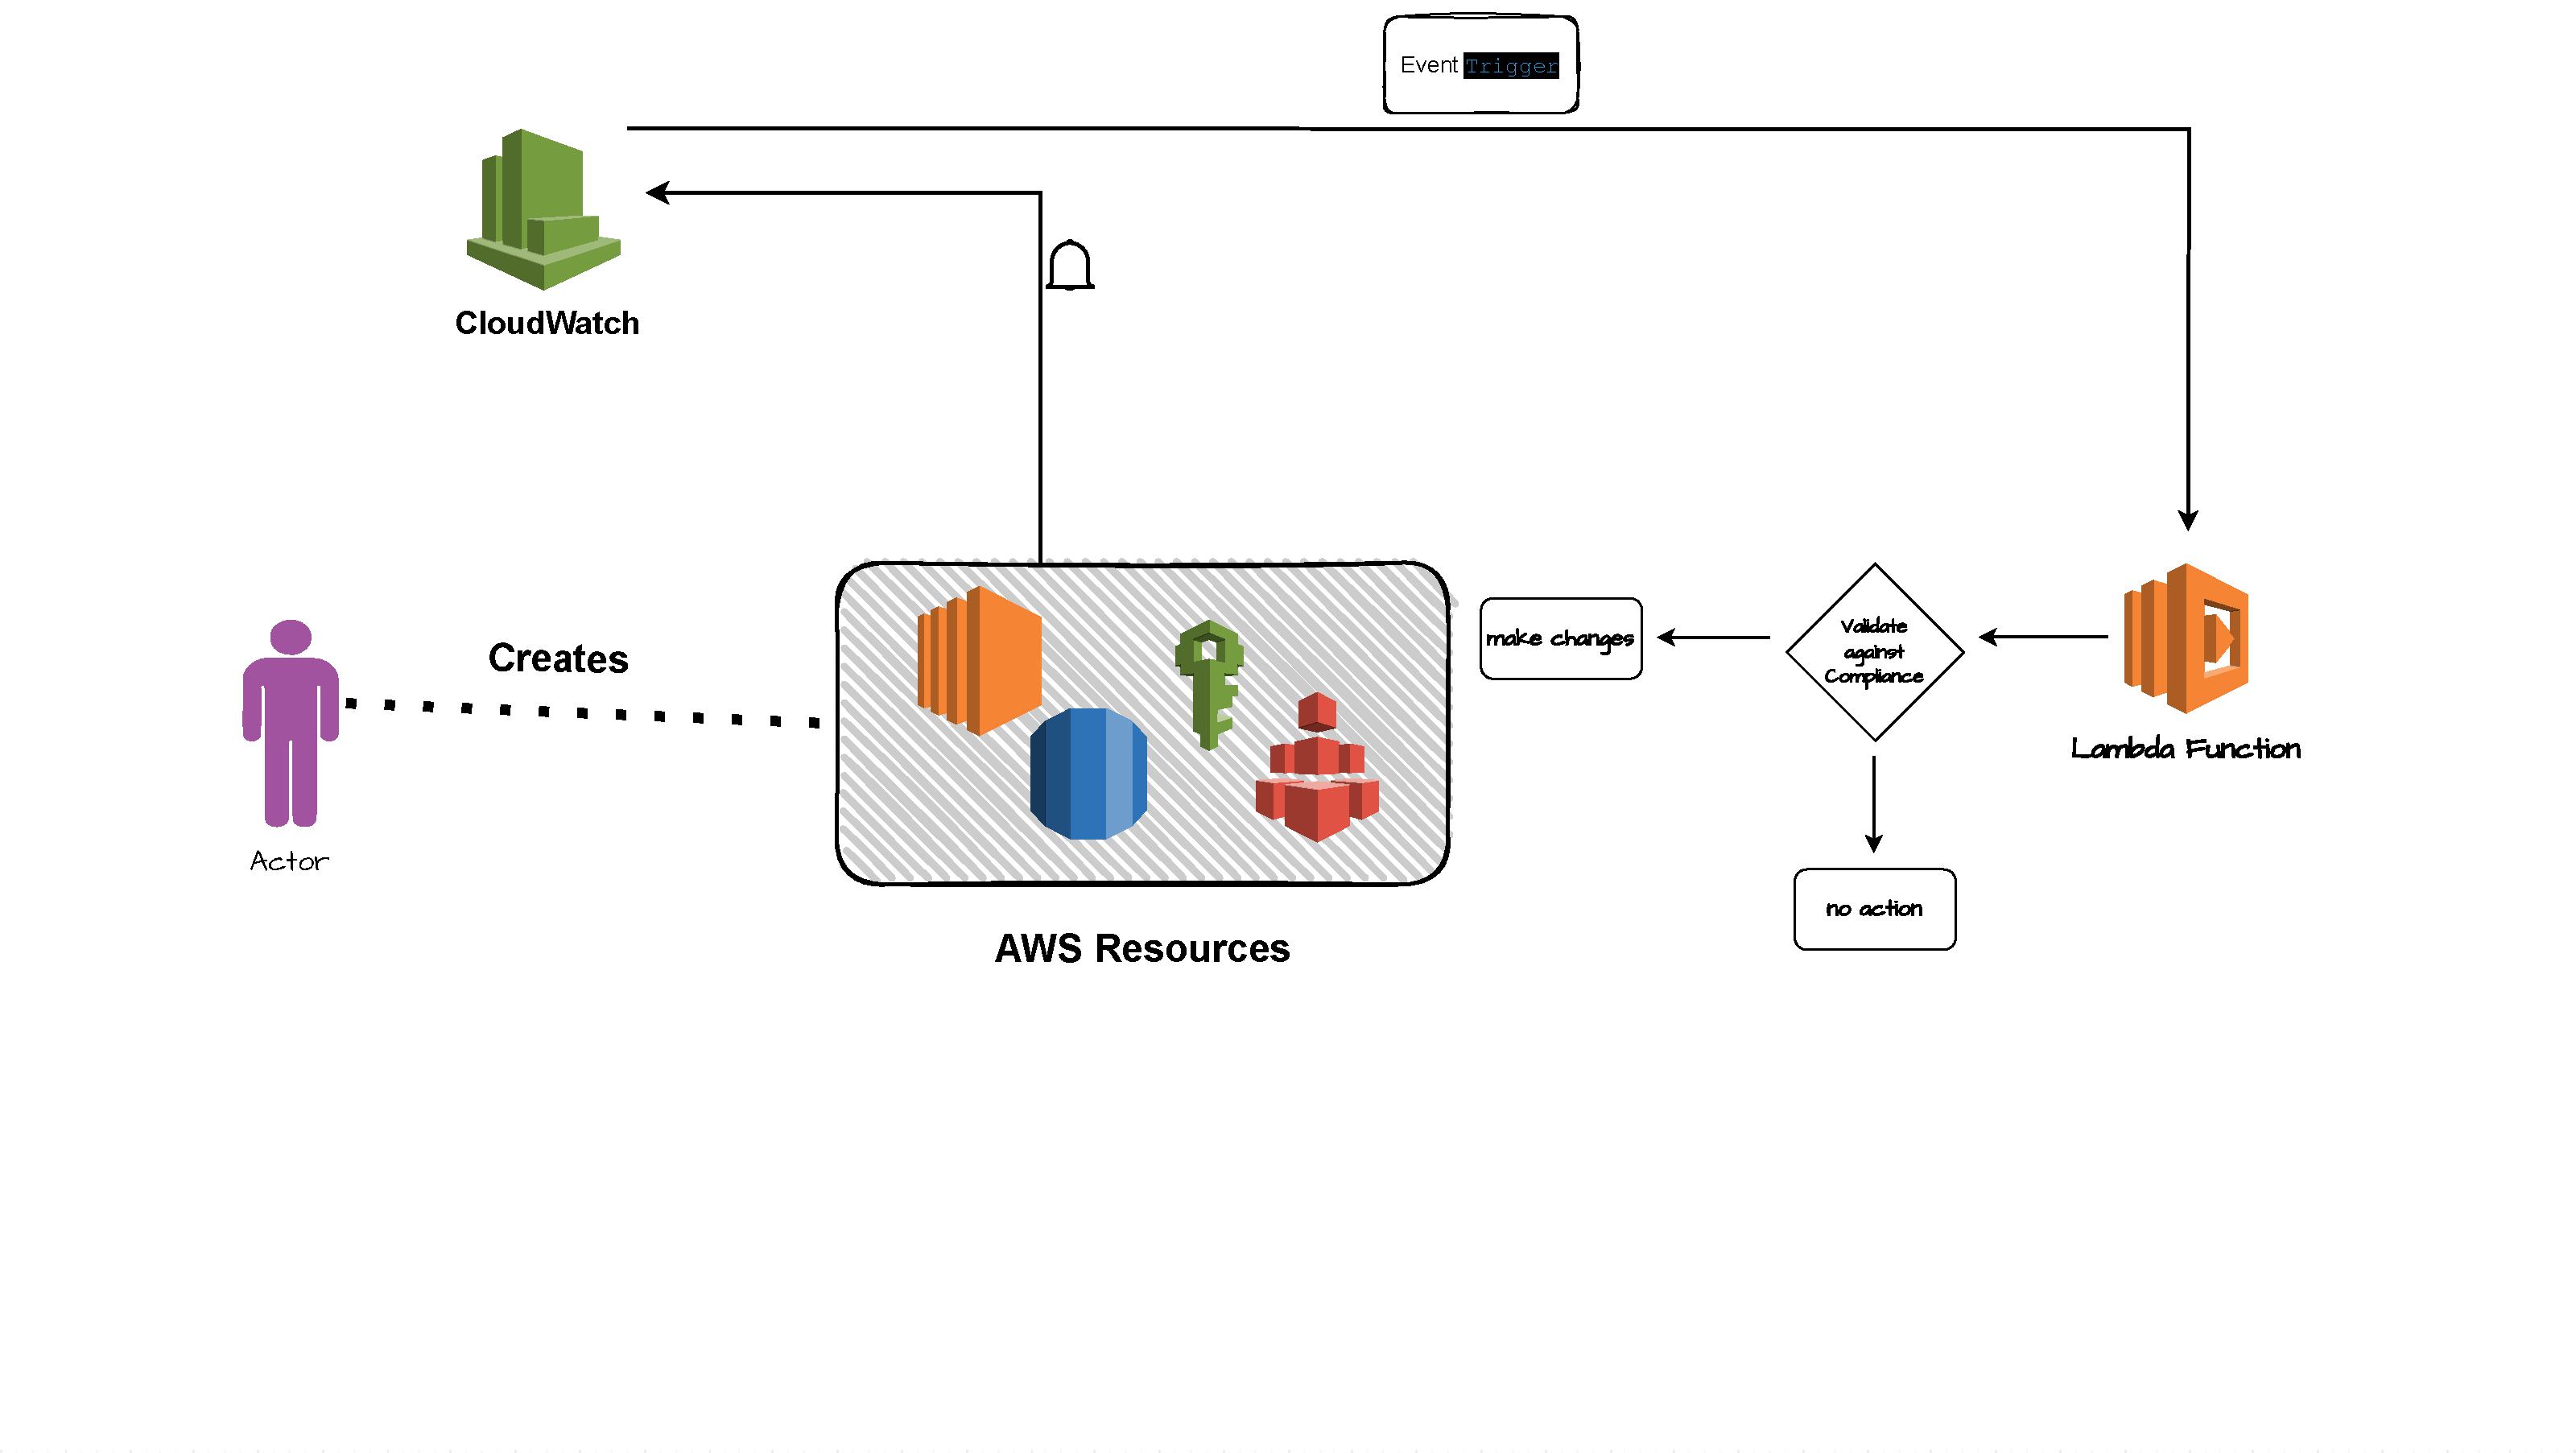 Event Trigger
CloudWatch
Creates
Actor
AWS Resources
make changes
Validate
against
Compliance
Lambda Function
no action